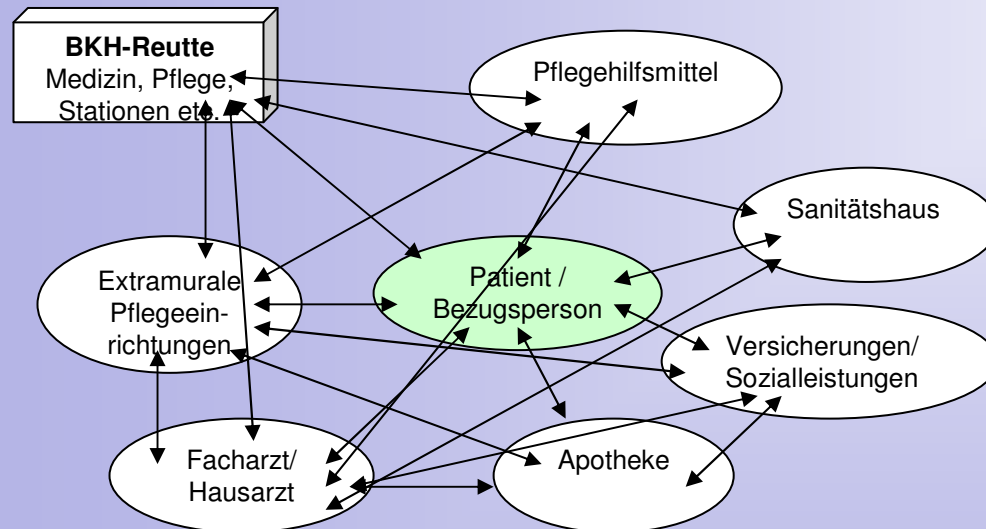 BKH-Reutte
Medizin, Pflege,
Stationen etc.
Pflegehilfsmittel
Sanitätshaus
Extramurale
Pflegeein-
richtungen
Patient /
Bezugsperson
Versicherungen/
Sozialleistungen
Facharzt/
Hausarzt
Apotheke